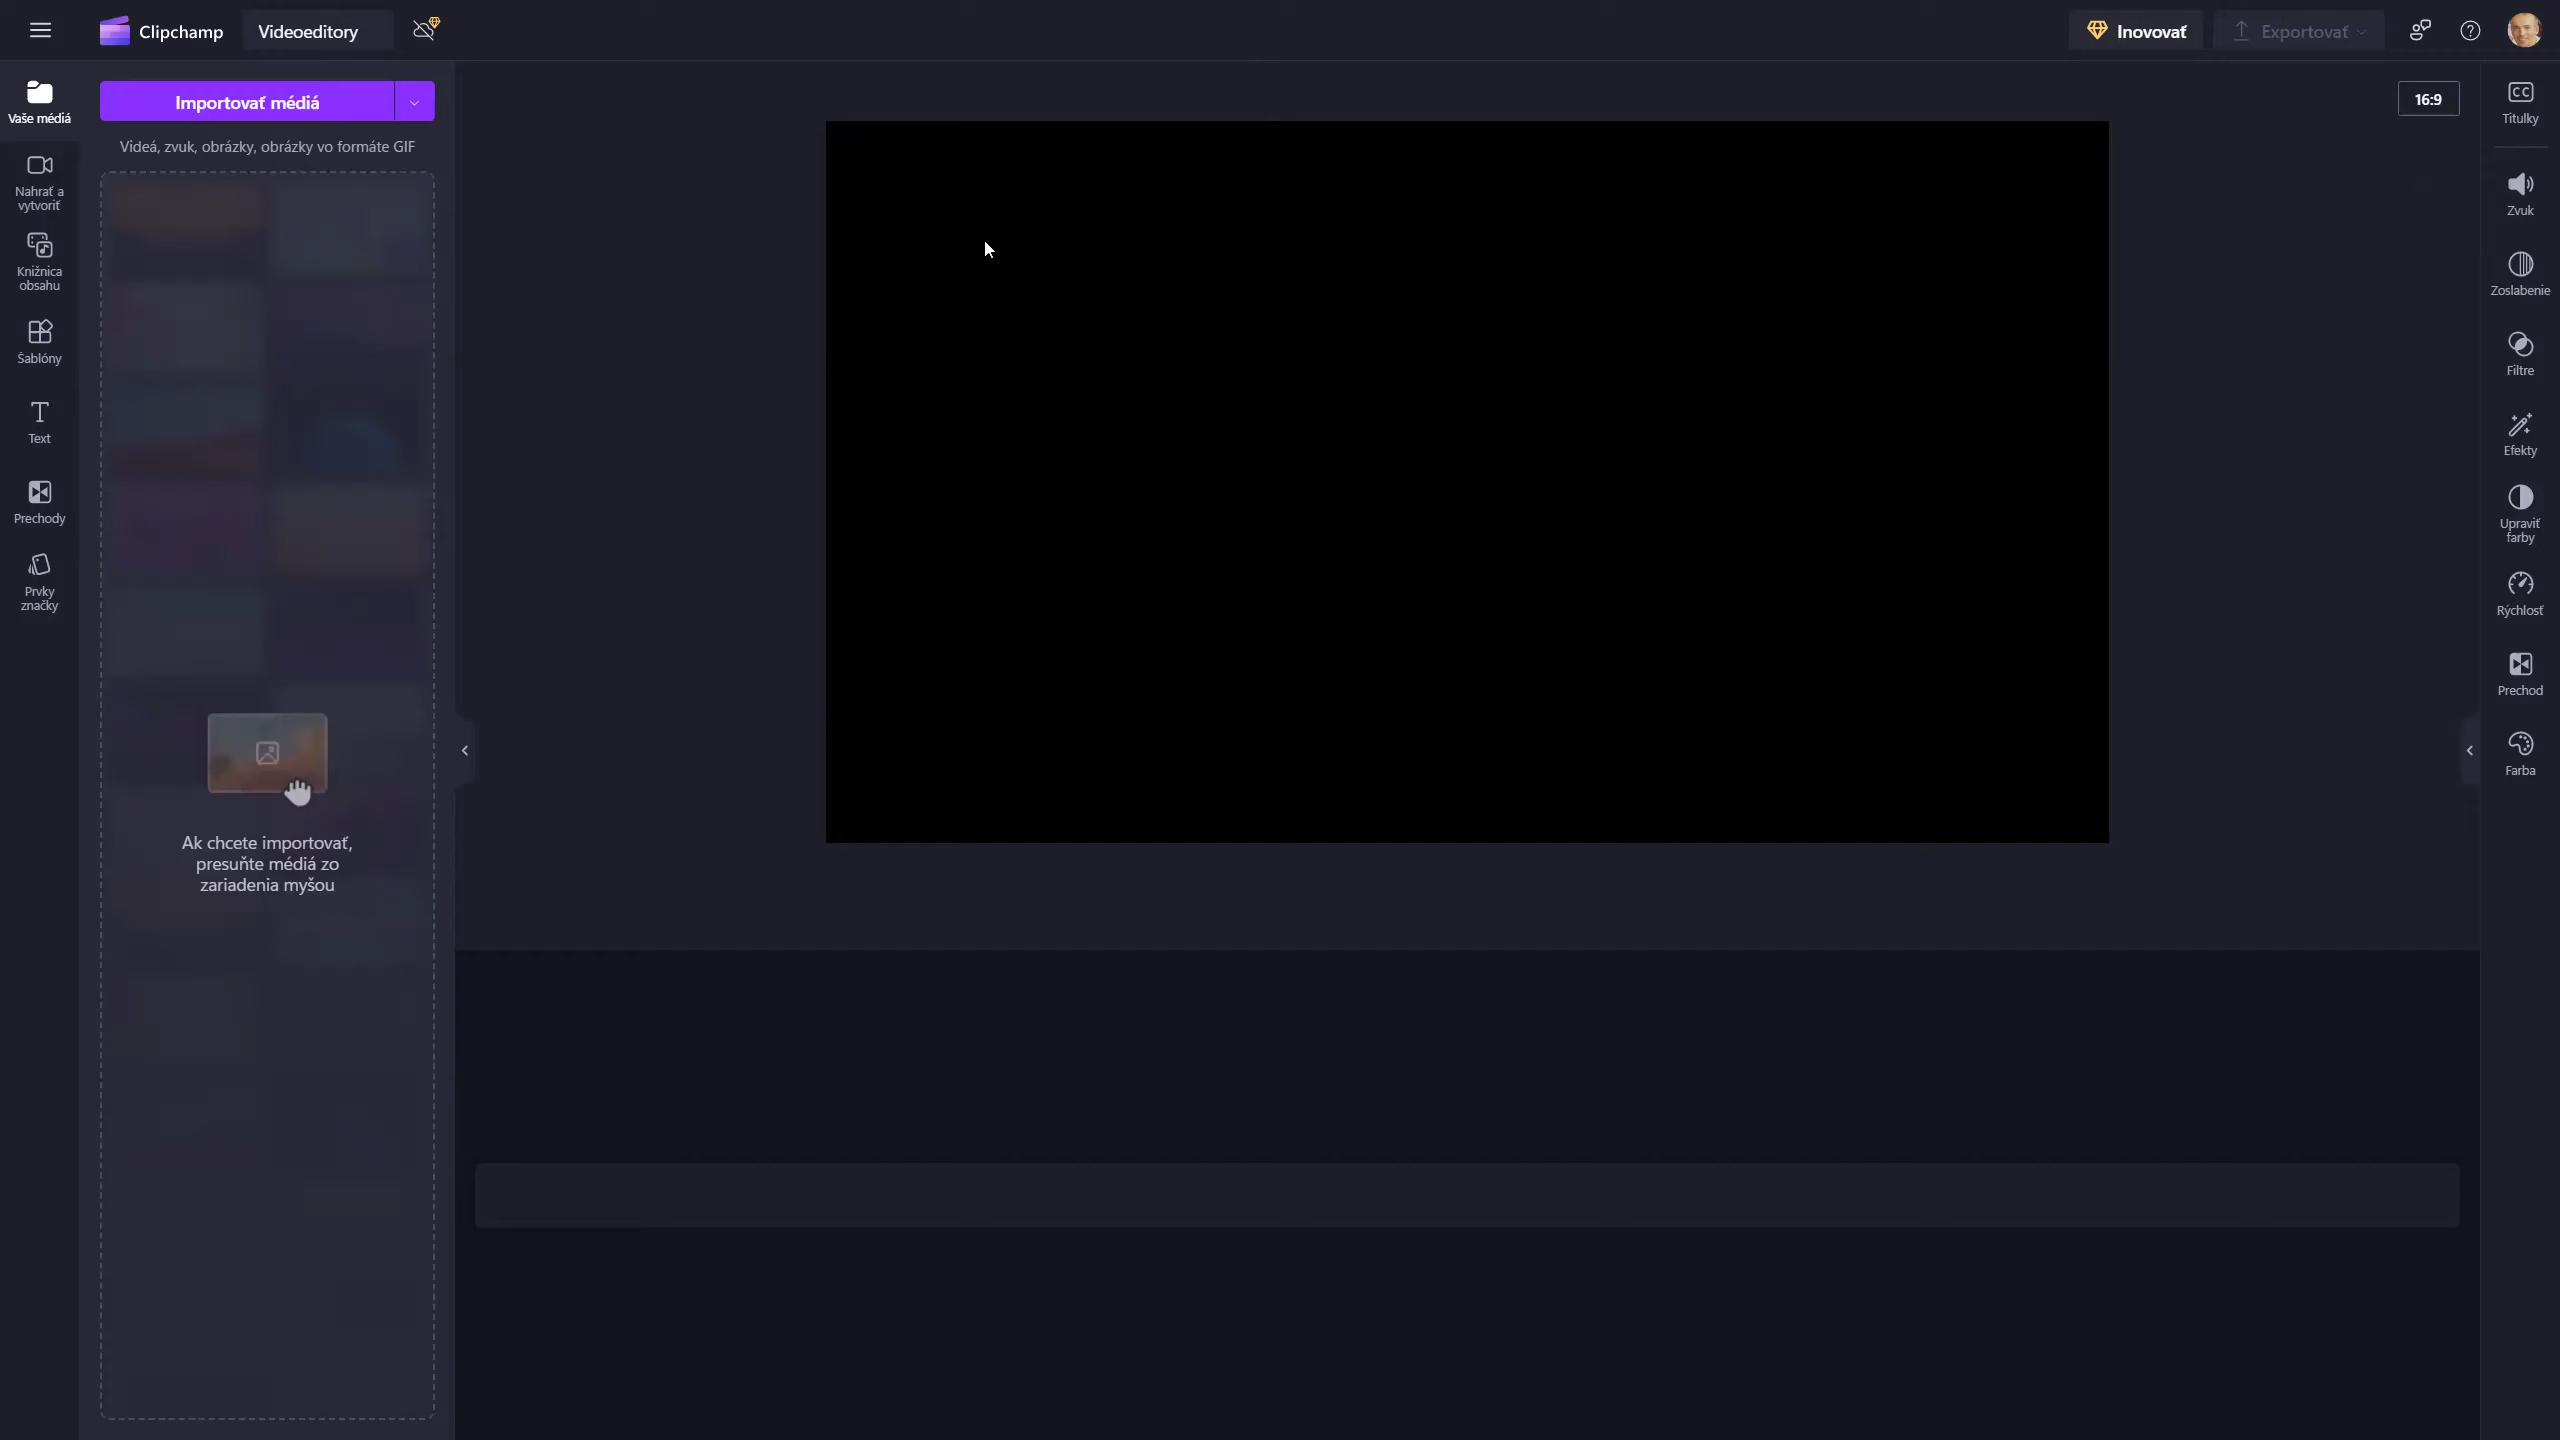 Clipchamp
Videoeditory
Inovovať
Exportovať
Vaše médiá
Nahrať a
vytvoriť
Knižnica
obsahu
Šablóny
Text
Prechody
Prvky
značky
Importovať médiá
Videá, zvuk, obrázky, obrázky vo formáte GIF
Ak chcete importovať,
presuňte médiá zo
zariadenia myšou
16:9
CC
Titulky
Zvuk
Zoslabenie
Filtre
Efekty
Upraviť
farby
Rýchlosť
Prechod
Farba